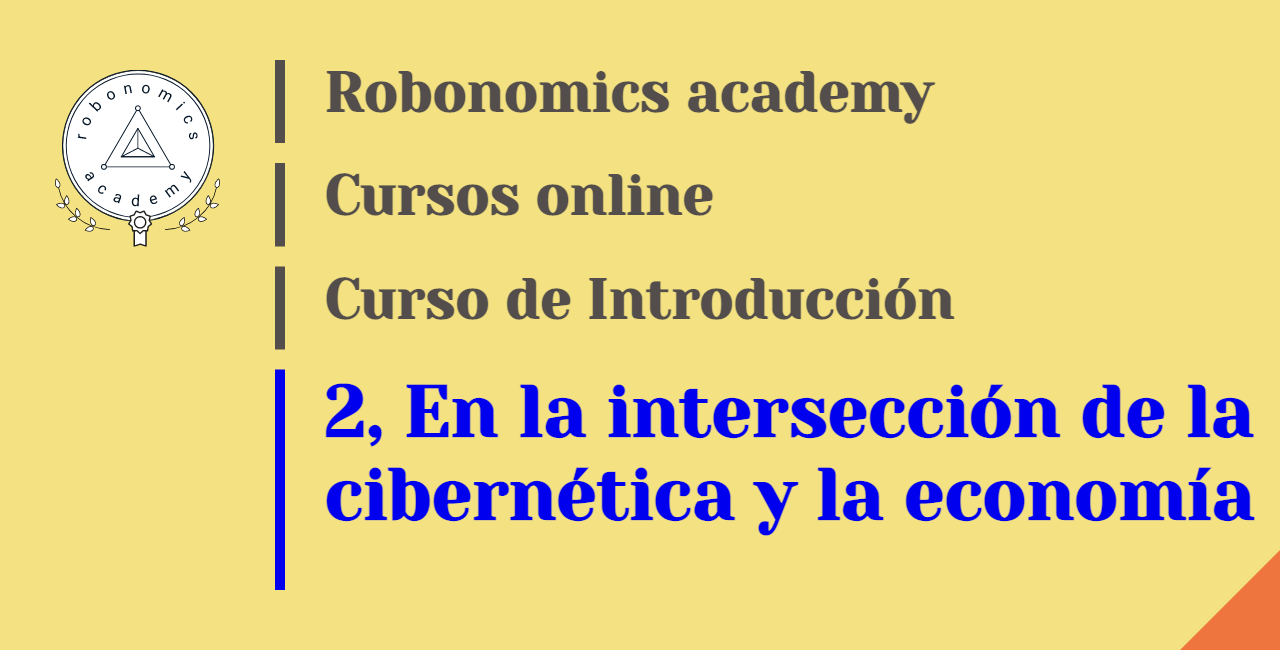 robonomics
academy
Robonomics academy
Cursos online
Curso de Introducción
2, En la intersección de la
cibernética y la economía